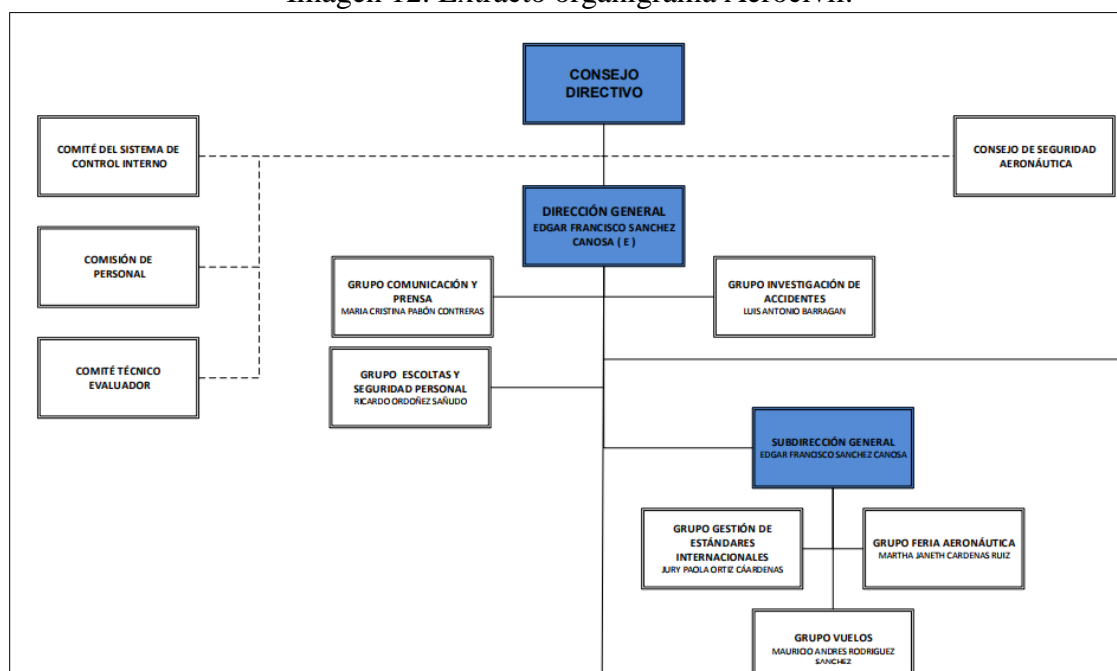 Imagen 12. Extracto organigrama Aerocivil.
CONSEJO
DIRECTIVO
COMITÉ DEL SISTEMA DE
CONTROL INTERNO
CONSEJO DE SEGURIDAD
AERONÁUTICA
DIRECCIÓN GENERAL
EDGAR FRANCISCO SANCHEZ
CANOSA ( E )
COMISIÓN DE
PERSONAL
GRUPO COMUNICACIÓN Y
PRENSA
MARIA CRISTINA PABÓN CONTRERAS
GRUPO INVESTIGACIÓN DE
ACCIDENTES
LUIS ANTONIO BARRAGAN
COMITÉ TÉCNICO
EVALUADOR
GRUPO ESCOLTAS Y
SEGURIDAD PERSONAL
RICARDO ORDOÑEZ SAÑUDO
SUBDIRECCIÓN GENERAL
EDGAR FRANCISCO SANCHEZ CANOSA
GRUPO GESTIÓN DE
ESTÁNDARES
INTERNACIONALES
JURY PAOLA ORTIZ CÁARDENAS
GRUPO FERIA AERONÁUTICA
MARTHA JANETH CARDENAS RUIZ
GRUPO VUELOS
MAURICIO ANDRES RODRIGUEZ
SANCHEZ